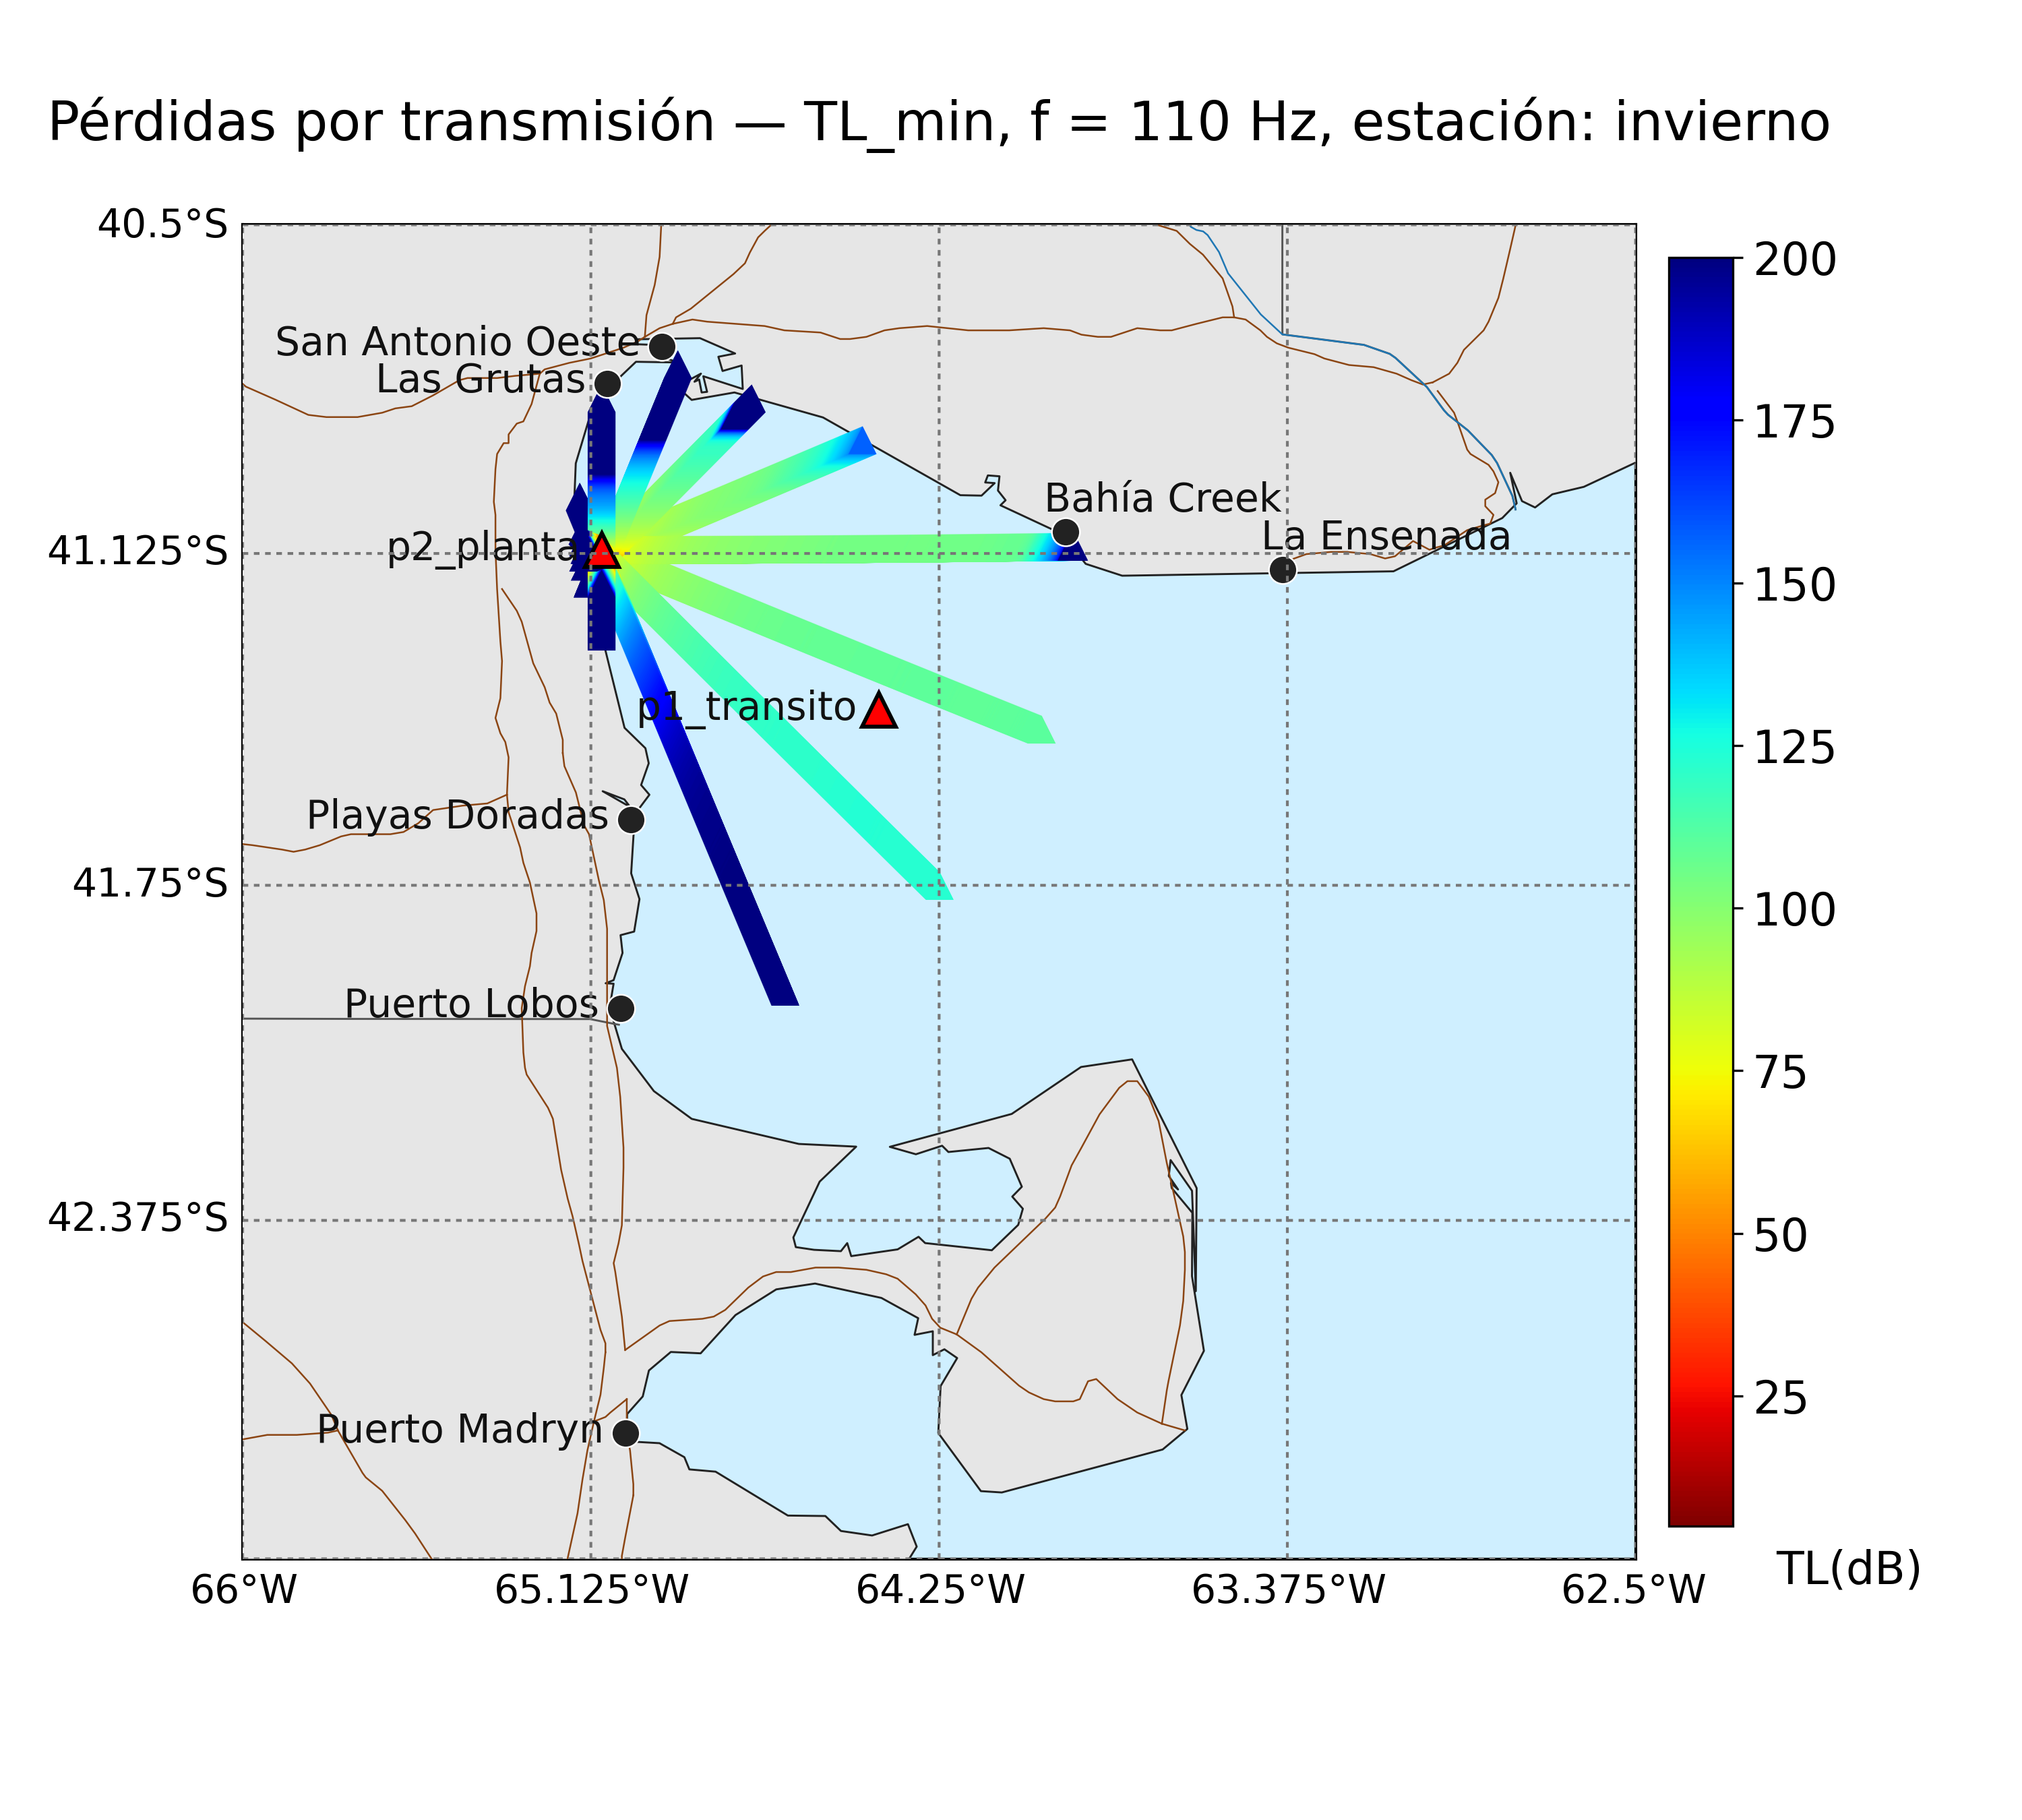 Pérdidas por transmisión — TL_min, f = 110 Hz, estación: invierno
40.5°S
200
San Antonio Oeste
Las Grutas
175
Bahía Creek
La Ensenada
p2_planta
41.125°S
150
p1_transito
125
Playas Doradas
41.75°S
100
Puerto Lobos
75
42.375°S
50
25
Puerto Madryn
TL(dB)
66°W 65.125°W 64.25°W 63.375°W 62.5°W